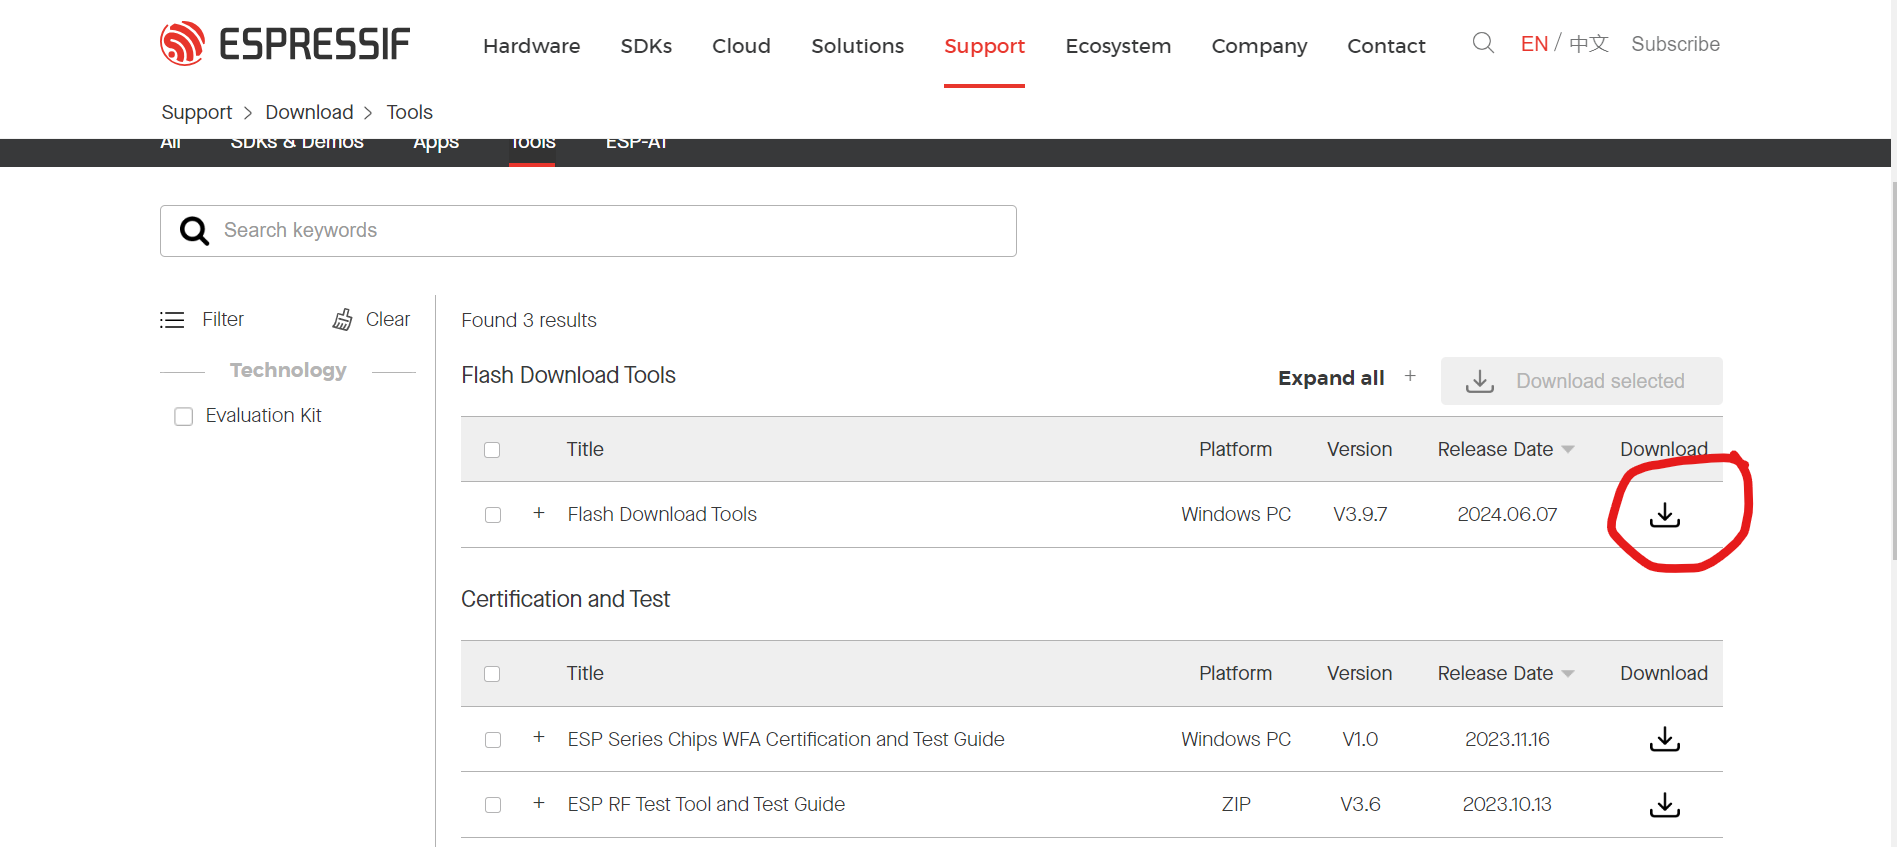 ESPRESSIF
Hardware SDKs Cloud Solutions Support Ecosystem Company Contact EN / 中文 Subscribe
Support > Download > Tools
All SDKs & Demos Apps Tools ESP-AT
Search keywords
Filter Clear
Technology
Evaluation Kit
Found 3 results
Flash Download Tools Expand all + Download selected
Title Platform Version Release Date Download
+ Flash Download Tools Windows PC V3.9.7 2024.06.07
Certification and Test
Title Platform Version Release Date Download
+ ESP Series Chips WFA Certification and Test Guide Windows PC V1.0 2023.11.16
+ ESP RF Test Tool and Test Guide ZIP V3.6 2023.10.13